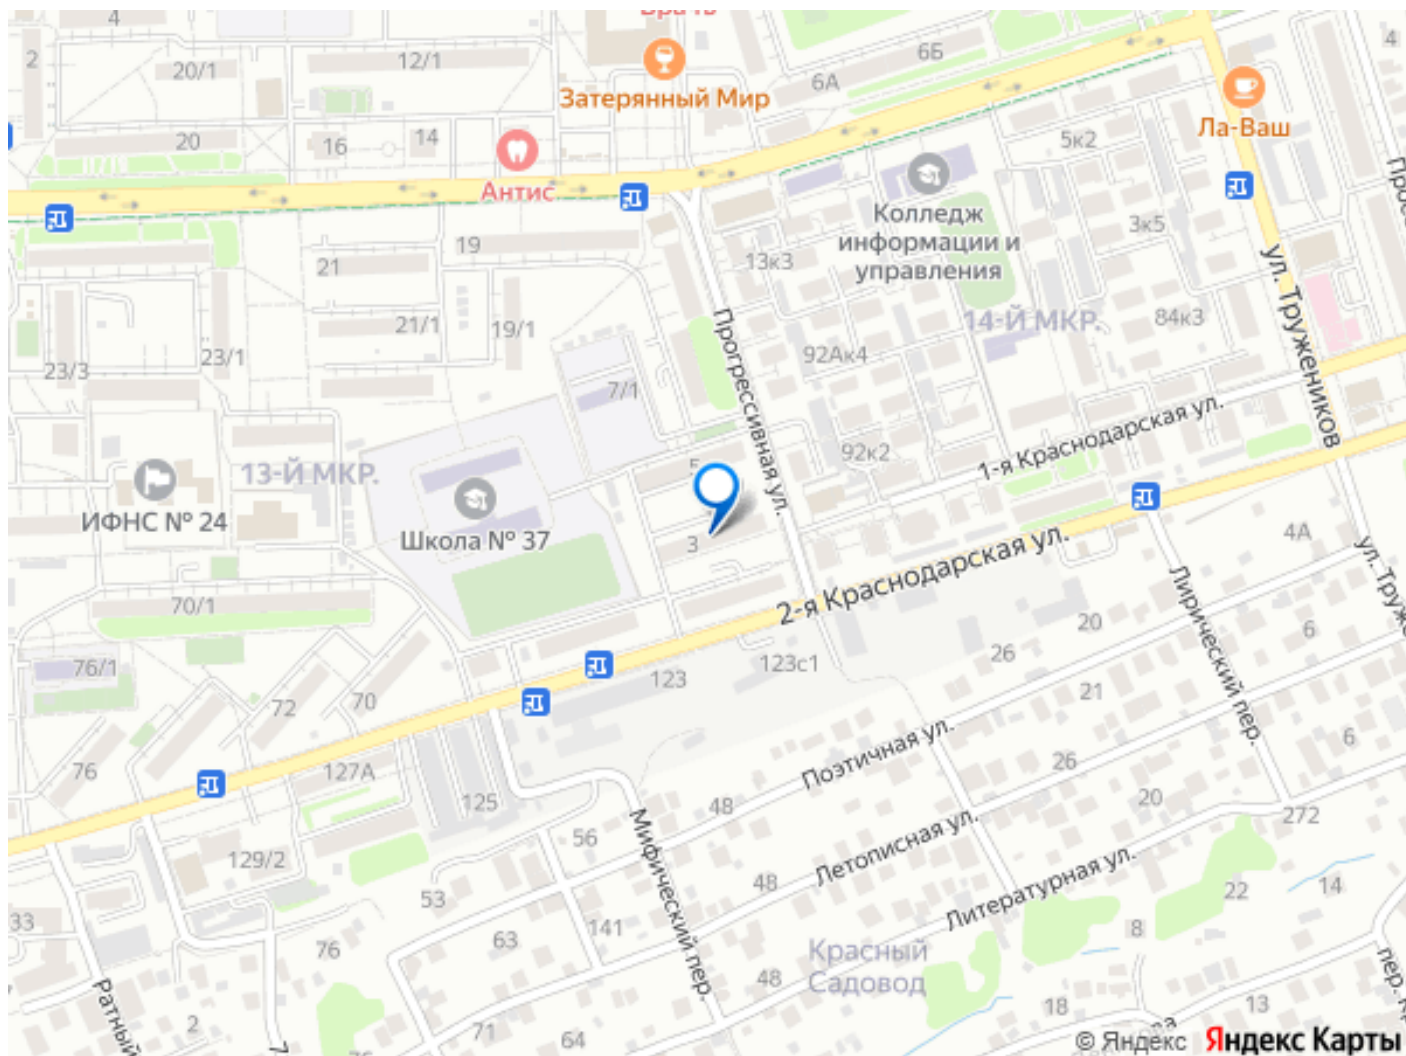 Врачъ
4
2
20/1
12/1
6Б
6А
4
Затерянный Мир
Ла-Ваш
20
16
14
Антис
5к2
Колледж
информации и
управления
3к5
19
21
13к3
ул. Тружеников
21/1
19/1
14-Й МКР.
84к3
23/3
23/1
Прогрессивная ул.
92Ак4
7/1
1-я Краснодарская ул.
92к2
13-Й МКР.
5
ИФНС № 24
Школа № 37
3
2-я Краснодарская ул.
4А
70/1
20
6
76/1
123
123с1
26
21
Лирический пер.
72
70
6
76
127А
Поэтичная ул.
26
125
48
20
272
56
Мифический пер.
Летописная ул.
129/2
48
Литературная ул.
22
14
53
33
141
8
76
63
Красный
Садовод
48
Ратный
2
18
13
71
64
7
© Яндекс
Яндекс Карты